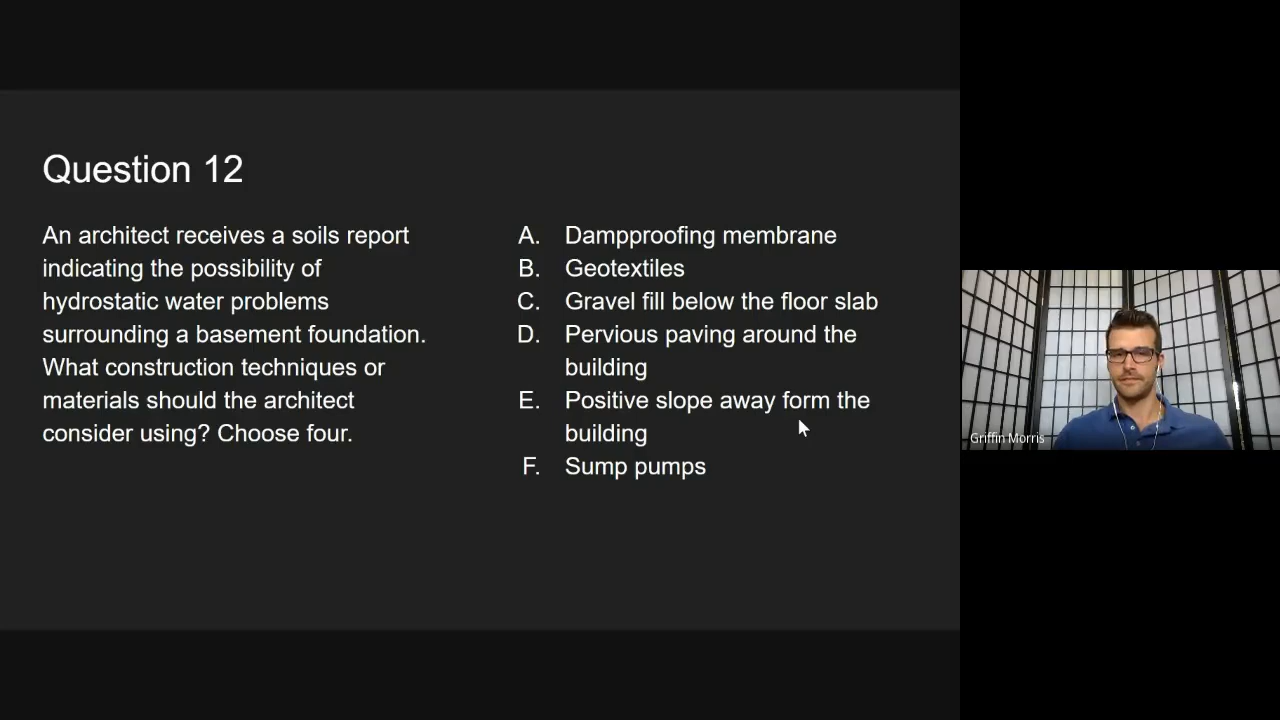 Question 12
An architect receives a soils report
indicating the possibility of
hydrostatic water problems
surrounding a basement foundation.
What construction techniques or
materials should the architect
consider using? Choose four.
A. Dampproofing membrane
B. Geotextiles
C. Gravel fill below the floor slab
D. Pervious paving around the
building
E. Positive slope away form the
building
F. Sump pumps
Griffin Morris